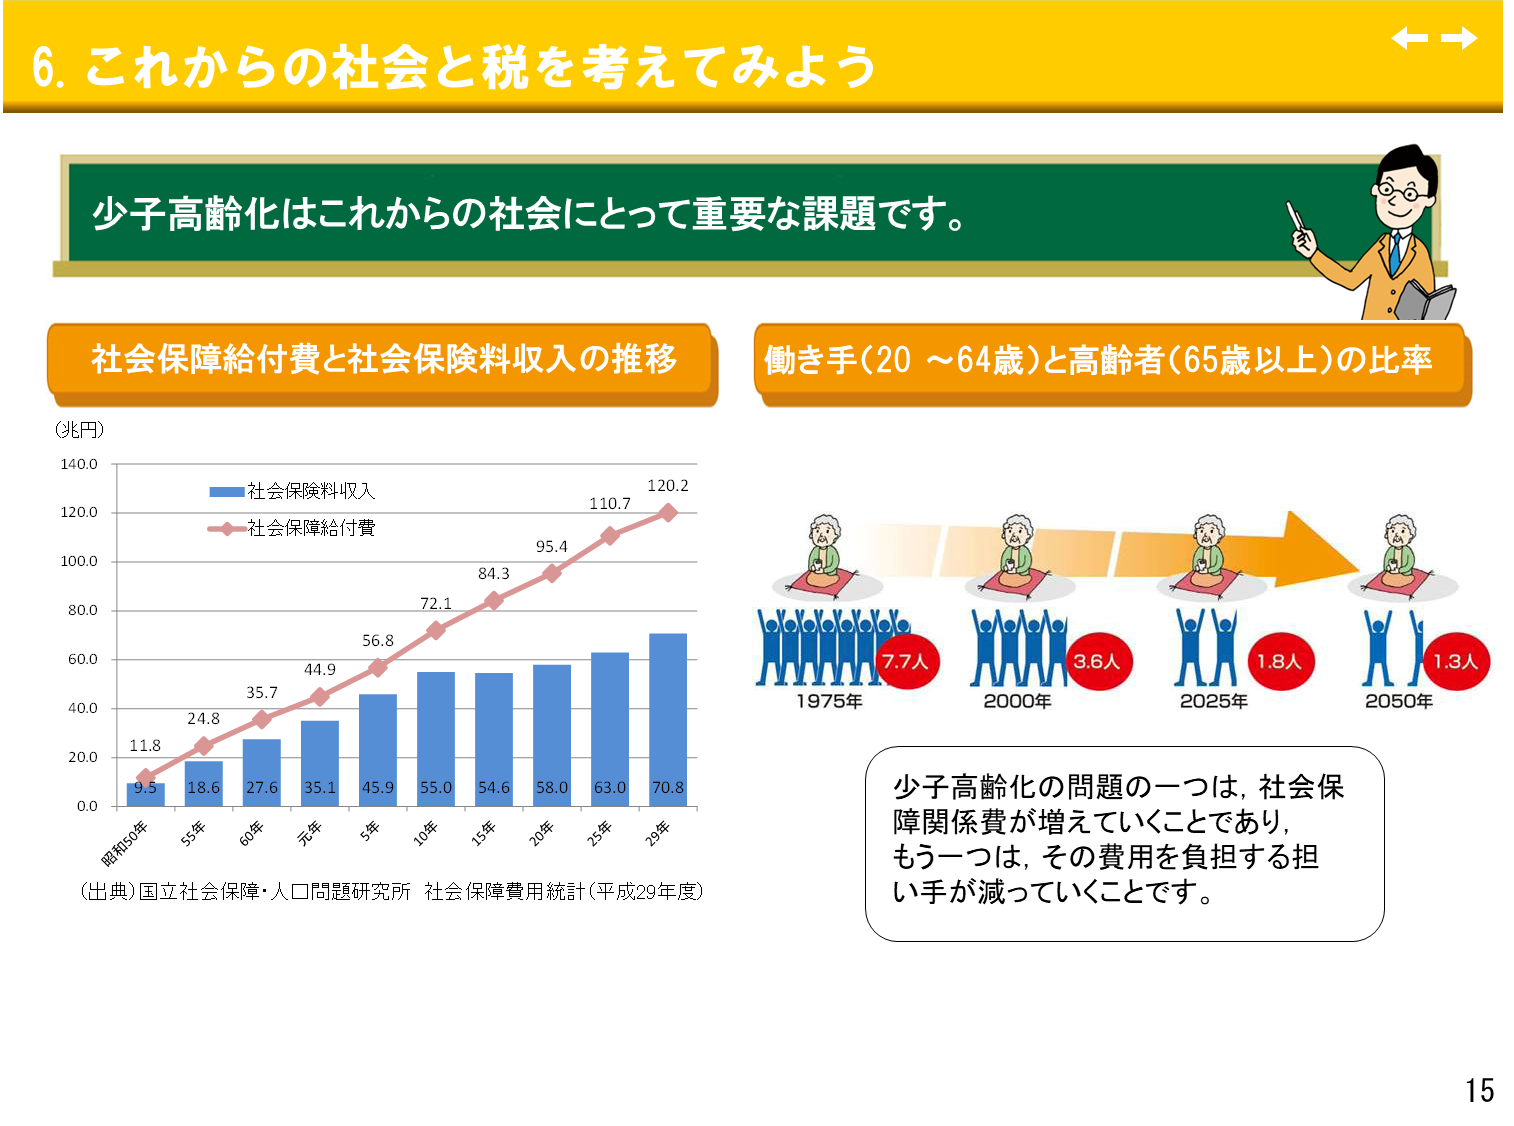 6. これからの社会と税を考えてみよう
少子高齢化はこれからの社会にとって重要な課題です。
社会保障給付費と社会保険料収入の推移
(兆円)
140.0
120.0
100.0
80.0
60.0
40.0
20.0
0.0
社会保険料収入
社会保障給付費
11.8
24.8
35.7
44.9
56.8
72.1
84.3
95.4
110.7
120.2
9.5
18.6
27.6
35.1
45.9
55.0
54.6
58.0
63.0
70.8
昭和50年
55年
60年
元年
5年
10年
15年
20年
25年
29年
(出典)国立社会保障・人口問題研究所 社会保障費用統計(平成29年度)
働き手(20 ～64歳)と高齢者(65歳以上)の比率
7.7人
3.6人
1.8人
1.3人
1975年
2000年
2025年
2050年
少子高齢化の問題の一つは, 社会保
障関係費が増えていくことであり,
もう一つは, その費用を負担する担
い手が減っていくことです。
15